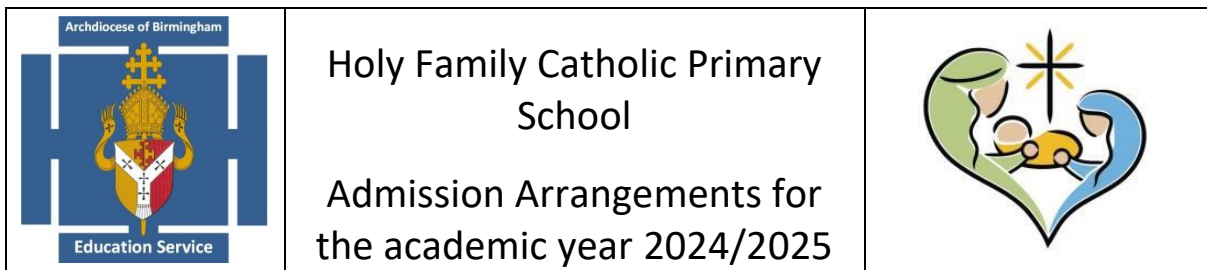 Archdiocese of Birmingham
Education Service
Holy Family Catholic Primary
School
Admission Arrangements for
the academic year 2024/2025